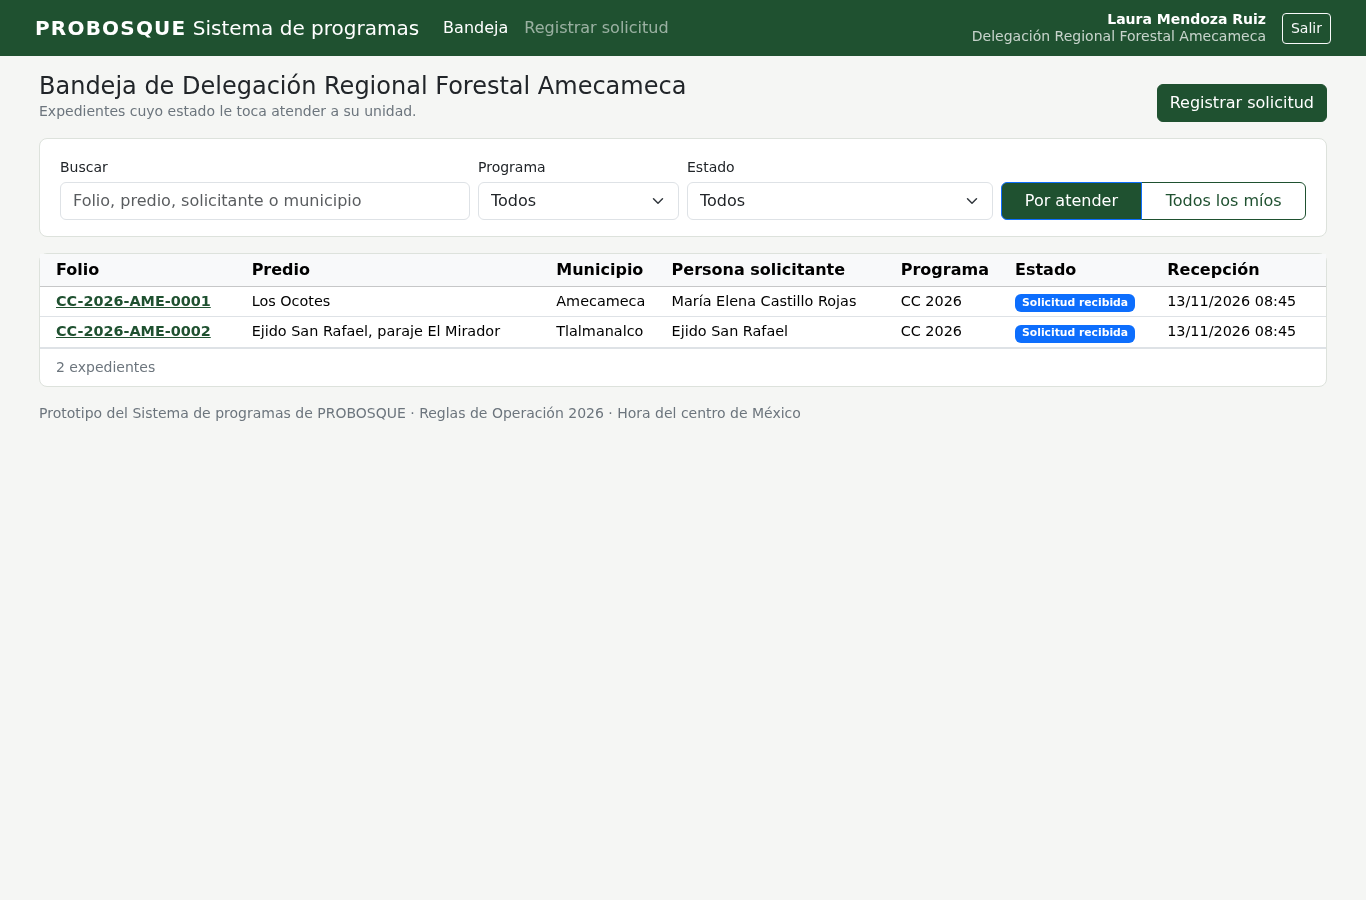 PROBOSQUE Sistema de programas Bandeja Registrar solicitud
Laura Mendoza Ruiz
Delegación Regional Forestal Amecameca
Salir
Bandeja de Delegación Regional Forestal Amecameca
Expedientes cuyo estado le toca atender a su unidad.
Registrar solicitud
Buscar Programa Estado
Folio, predio, solicitante o municipio Todos Todos Por atender Todos los míos
Folio Predio Municipio Persona solicitante Programa Estado Recepción
CC-2026-AME-0001 Los Ocotes Amecameca María Elena Castillo Rojas CC 2026 Solicitud recibida 13/11/2026 08:45
CC-2026-AME-0002 Ejido San Rafael, paraje El Mirador Tlalmanalco Ejido San Rafael CC 2026 Solicitud recibida 13/11/2026 08:45
2 expedientes
Prototipo del Sistema de programas de PROBOSQUE · Reglas de Operación 2026 · Hora del centro de México